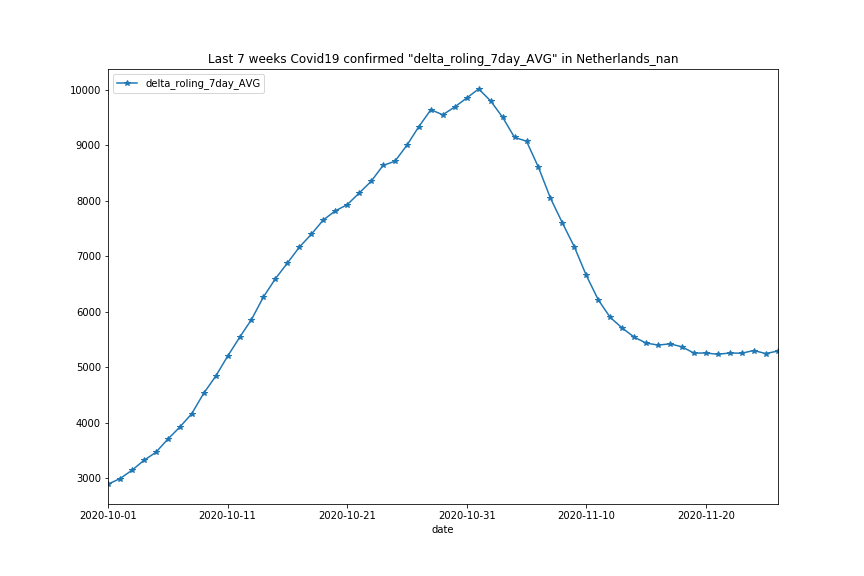 Last 7 weeks Covid19 confirmed "delta_roling_7day_AVG" in Netherlands_nan
delta_roling_7day_AVG
10000
9000
8000
7000
6000
5000
4000
3000
2020-10-01 2020-10-11 2020-10-21 2020-10-31 2020-11-10 2020-11-20
date